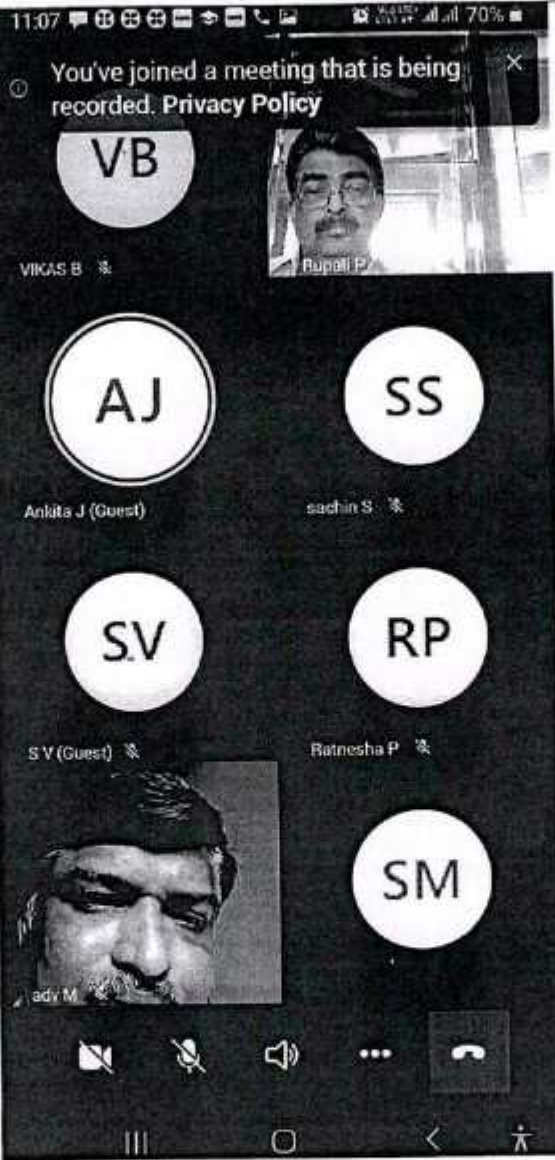 11:07 70%
You've joined a meeting that is being
recorded. Privacy Policy
VB
VIKAS B
Rupali P
AJ
SS
Ankita J (Guest)
sachin S
S.V
RP
S V (Guest)
Ratnesha P
SM
adv M